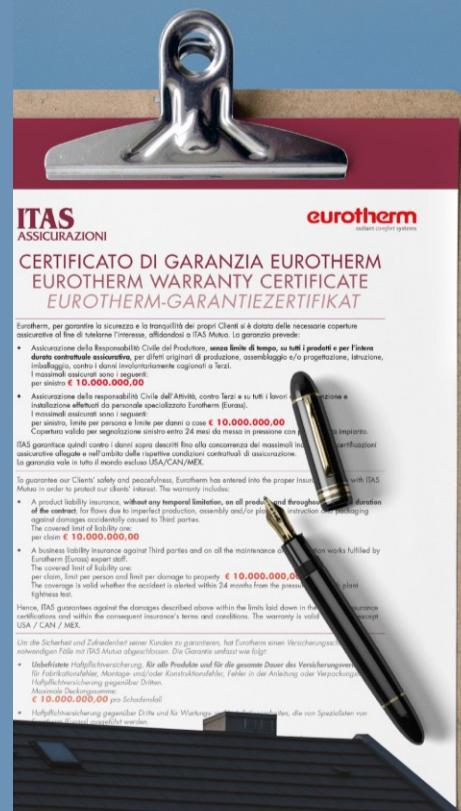 ITAS
ASSICURAZIONI
eurotherm
radiant comfort systems
CERTIFICATO DI GARANZIA EUROTHERM
EUROTHERM WARRANTY CERTIFICATE
EUROTHERM-GARANTIEZERTIFIKAT
Eurotherm, per garantire la sicurezza e la tranquillità dei propri Clienti si è dotata delle necessarie coperture
assicurative al fine di tutelarne l'interesse, affidandosi a ITAS Mutua. La garanzia prevede:
• Assicurazione della Responsabilità Civile del Produttore, senza limite di tempo, su tutti i prodotti e per l'intera
durata contrattuale assicurativa, per difetti originari di produzione, assemblaggio e/o progettazione, istruzione,
imballaggio, contro i danni involontariamente cagionati a Terzi.
I massimali assicurati sono i seguenti:
per sinistro € 10.000.000,00
• Assicurazione della responsabilità Civile dell'Attività, contro Terzi e su tutti i lavori
installazione effettuati da personale specializzato Eurotherm (Eurass).
I massimali assicurati sono i seguenti:
per sinistro, limite per persona e limite per danni a cose € 10.000.000,00
Copertura valida per segnalazione sinistro entro 24 mesi da messa in pressione con impianto.
ITAS garantisce quindi contro i danni sopra descritti fino alla concorrenza dei massimali certificazioni
assicurative allegate e nell'ambito delle rispettive condizioni contrattuali di assicurazione.
La garanzia vale in tutto il mondo escluso USA/CAN/MEX.
To guarantee our Clients' safety and peacefulness, Eurotherm has entered into the proper with ITAS
Mutua in order to protect our clients' interest. The warranty includes:
• A product liability insurance, without any temporal limitation, on all products and throughout duration
of the contract; for flaws due to imperfect production, assembly and/or instruction packaging
against damages accidentally caused to Third parties.
The covered limit of liability are:
per claim € 10.000.000,00
• A business liability insurance against Third parties and on all the maintenance works fulfilled by
Eurotherm (Eurass) expert staff.
The covered limit of liability are:
per claim, limit per person and limit per damage to property € 10.000.000,00
The coverage is valid whether the accident is alerted within 24 months from the plant
tightness test.
Hence, ITAS guarantees against the damages described above within the limits laid down in the insurance
certifications and within the consequent insurance's terms and conditions. The warranty is valid except
USA / CAN / MEX.
Um die Sicherheit und Zufriedenheit seiner Kunden zu garantieren, hat Eurotherm einen
notwendigen Fälle mit ITAS Mutua abgeschlossen. Die Garantie umfasst wie folgt:
• Unbefristete Haftpflichtversicherung, für alle Produkte und für die gesamte Dauer des
für Fabrikationsfehler, Montage- und/oder Konstruktionsfehler, Fehler in der Anleitung oder
Haftpflichtversicherung gegenüber Dritten.
Maximale Deckungssumme:
€ 10.000.000,00 pro Schadensfall
• Haftpflichtversicherung gegenüber Dritte und für Wartungs- die von Spezialisten von
ausgeführt werden.